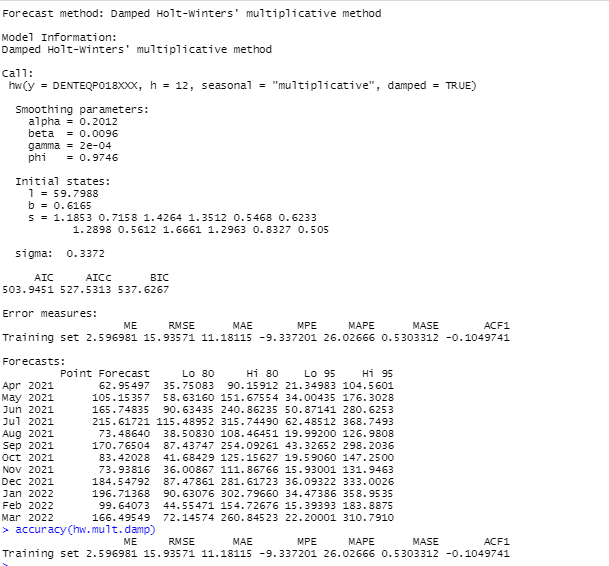 Forecast method: Damped Holt-Winters' multiplicative method
Model Information:
Damped Holt-Winters' multiplicative method
Call:
hw(y = DENTEQP018XXX, h = 12, seasonal = "multiplicative", damped = TRUE)
Smoothing parameters:
alpha = 0.2012
beta = 0.0096
gamma = 2e-04
phi = 0.9746
Initial states:
l = 59.7988
b = 0.6165
s = 1.1853 0.7158 1.4264 1.3512 0.5468 0.6233
1.2898 0.5612 1.6661 1.2963 0.8327 0.505
sigma: 0.3372
AIC AICc BIC
503.9451 527.5313 537.6267
Error measures:
ME RMSE MAE MPE MAPE MASE ACF1
Training set 2.596981 15.93571 11.18115 -9.337201 26.02666 0.5303312 -0.1049741
Forecasts:
Point Forecast Lo 80 Hi 80 Lo 95 Hi 95
Apr 2021 62.95497 35.75083 90.15912 21.34983 104.5601
May 2021 105.15357 58.63160 151.67554 34.00435 176.3028
Jun 2021 165.74835 90.63435 240.86235 50.87141 280.6253
Jul 2021 215.61721 115.48952 315.74490 62.48512 368.7493
Aug 2021 73.48640 38.50830 108.46451 19.99200 126.9808
Sep 2021 170.76504 87.43747 254.09261 43.32652 298.2036
Oct 2021 83.42028 41.68429 125.15627 19.59060 147.2500
Nov 2021 73.93816 36.00867 111.86766 15.93001 131.9463
Dec 2021 184.54792 87.47861 281.61723 36.09322 333.0026
Jan 2022 196.71368 90.63076 302.79660 34.47386 358.9535
Feb 2022 99.64073 44.55471 154.72676 15.39393 183.8875
Mar 2022 166.49549 72.14574 260.84523 22.20001 310.7910
> accuracy(hw.mult.damp)
ME RMSE MAE MPE MAPE MASE ACF1
Training set 2.596981 15.93571 11.18115 -9.337201 26.02666 0.5303312 -0.1049741
>